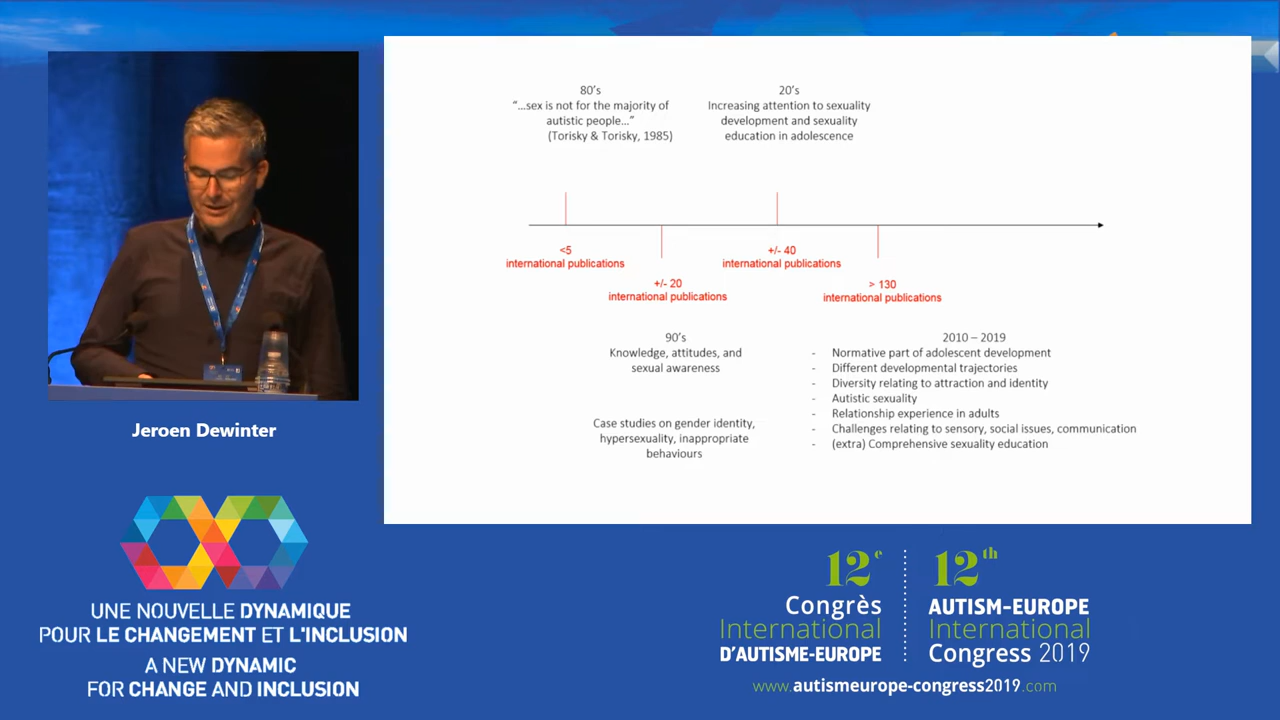 80's
"...sex is not for the majority of
autistic people..."
(Torisky & Torisky, 1985)
20's
Increasing attention to sexuality
development and sexuality
education in adolescence
<5
international publications
+/- 20
international publications
+/- 40
international publications
> 130
international publications
90's
Knowledge, attitudes, and
sexual awareness
Case studies on gender identity,
hypersexuality, inappropriate
behaviours
2010 – 2019
- Normative part of adolescent development
- Different developmental trajectories
- Diversity relating to attraction and identity
- Autistic sexuality
- Relationship experience in adults
- Challenges relating to sensory, social issues, communication
- (extra) Comprehensive sexuality education
Jeroen Dewinter
UNE NOUVELLE DYNAMIQUE
POUR LE CHANGEMENT ET L'INCLUSION
A NEW DYNAMIC
FOR CHANGE AND INCLUSION
12e
Congrès
International
D'AUTISME-EUROPE
12th
AUTISM-EUROPE
International
Congress 2019
www.autismeurope-congress2019.com